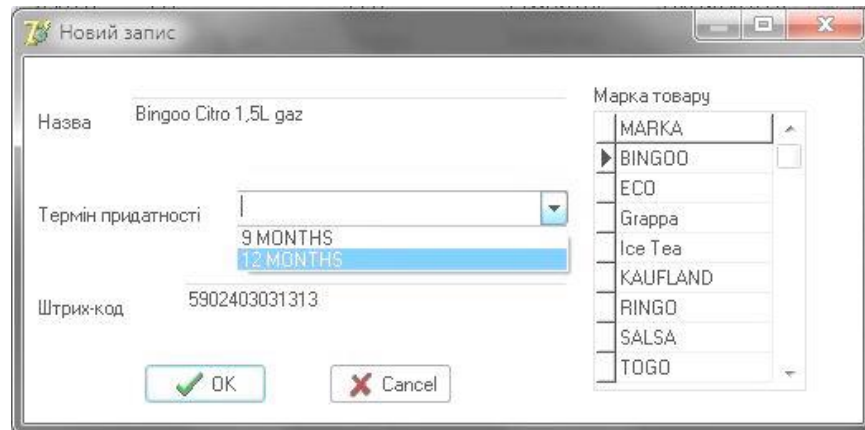 Новий запис
Назва
Bingoo Citro 1,5L gaz
Термін придатності
9 MONTHS
12 MONTHS
Штрих-код
5902403031313
OK
Cancel
Марка товару
MARKA
BINGOO
ECO
Grappa
Ice Tea
KAUFLAND
RINGO
SALSA
TOGO